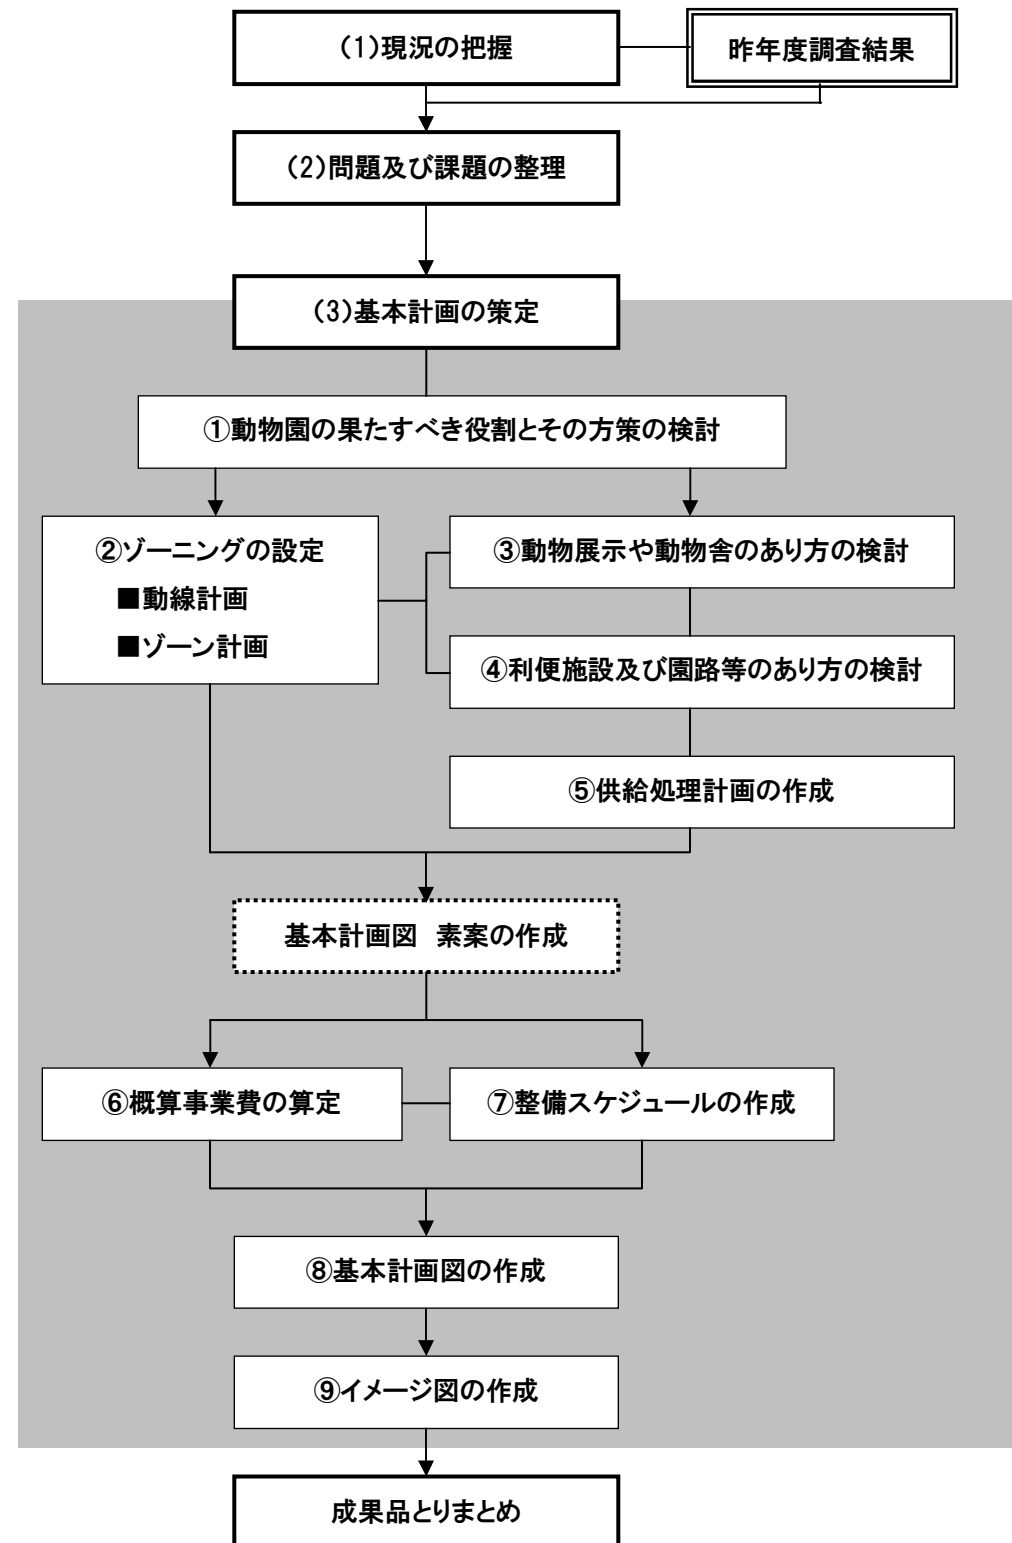 (1)現況の把握
昨年度調査結果
(2)問題及び課題の整理
(3)基本計画の策定
①動物園の果たすべき役割とその方策の検討
②ゾーニングの設定
■動線計画
■ゾーン計画
③動物展示や動物舎のあり方の検討
④利便施設及び園路等のあり方の検討
⑤供給処理計画の作成
基本計画図 素案の作成
⑥概算事業費の算定
⑦整備スケジュールの作成
⑧基本計画図の作成
⑨イメージ図の作成
成果品とりまとめ